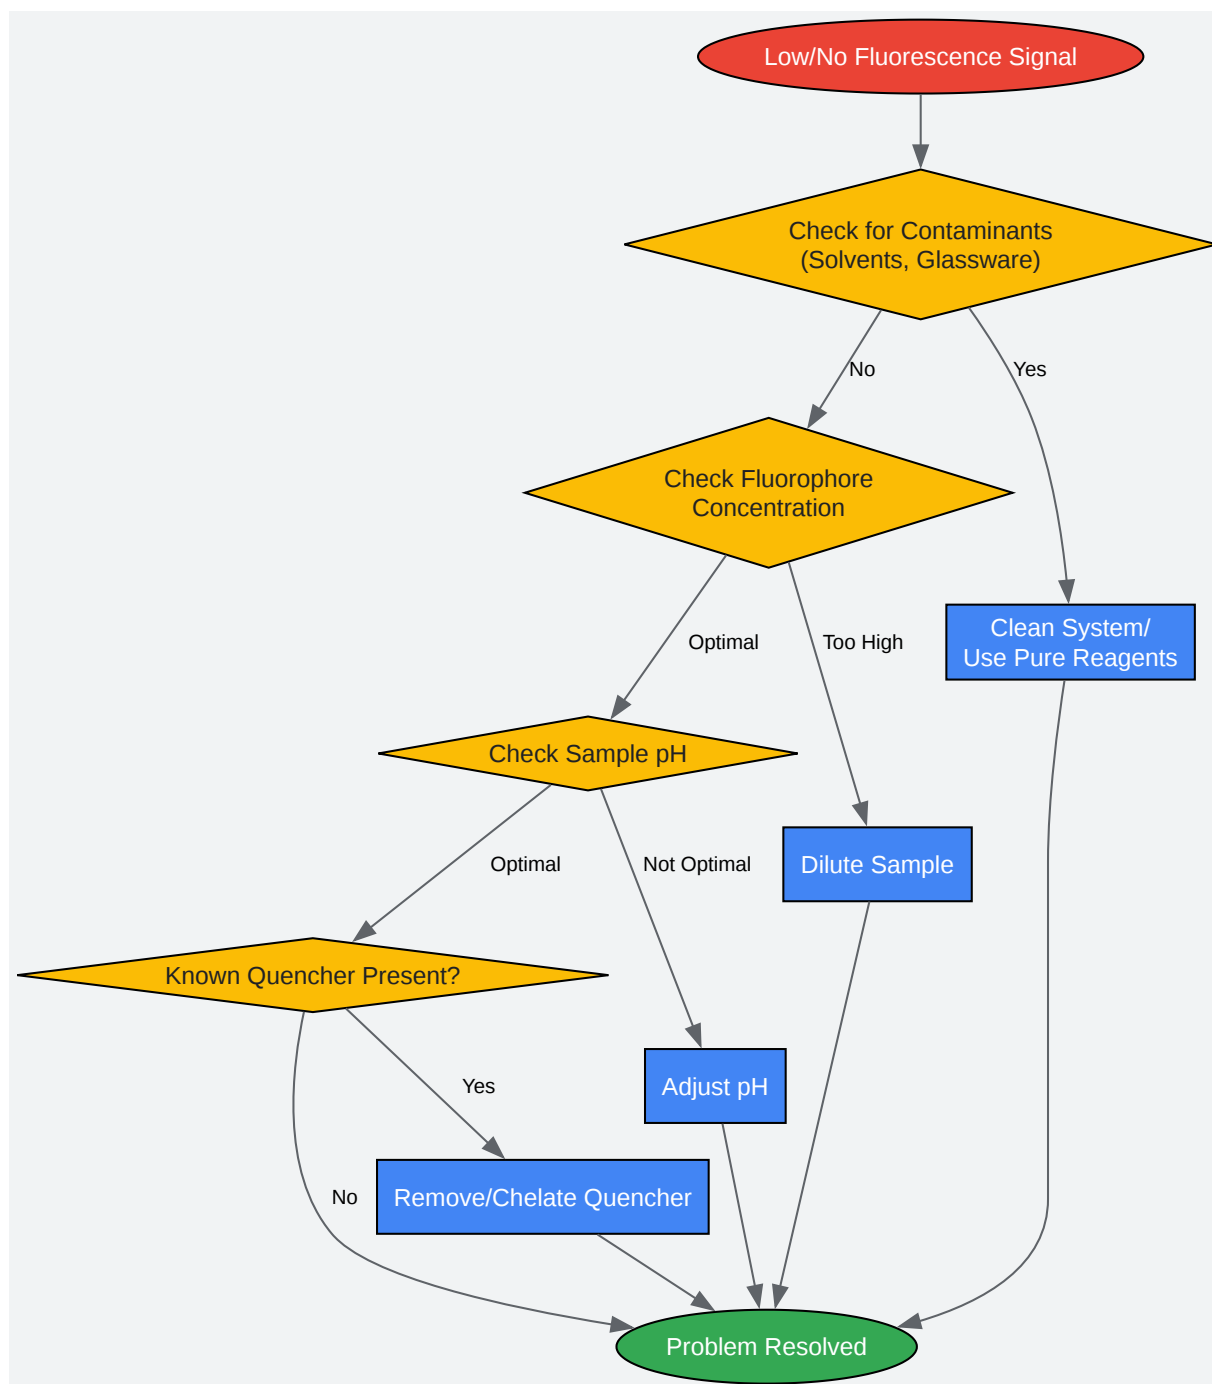 Low/No Fluorescence Signal
Check for Contaminants
(Solvents, Glassware)
No
Yes
Check Fluorophore
Concentration
Clean System/
Use Pure Reagents
Optimal
Too High
Check Sample pH
Dilute Sample
Optimal
Not Optimal
Known Quencher Present?
Adjust pH
Yes
No
Remove/Chelate Quencher
Problem Resolved